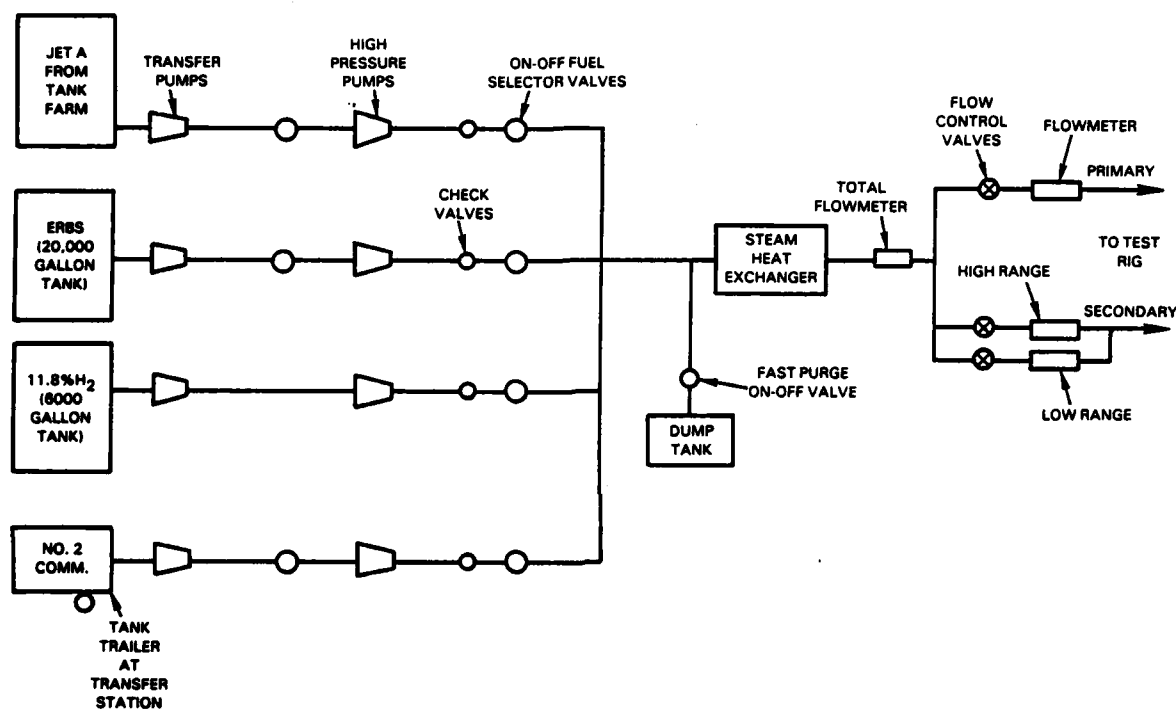 JET A
FROM
TANK
FARM
TRANSFER
PUMPS
HIGH
PRESSURE
PUMPS
ON-OFF FUEL
SELECTOR VALVES
FLOW
CONTROL
VALVES
FLOWMETER
PRIMARY
ERBS
(20,000
GALLON
TANK)
CHECK
VALVES
STEAM
HEAT
EXCHANGER
TOTAL
FLOWMETER
TO TEST
RIG
HIGH RANGE
SECONDARY
11.8%H2
(6000
GALLON
TANK)
FAST PURGE
ON-OFF VALVE
LOW RANGE
DUMP
TANK
NO. 2
COMM.
TANK
TRAILER
AT
TRANSFER
STATION